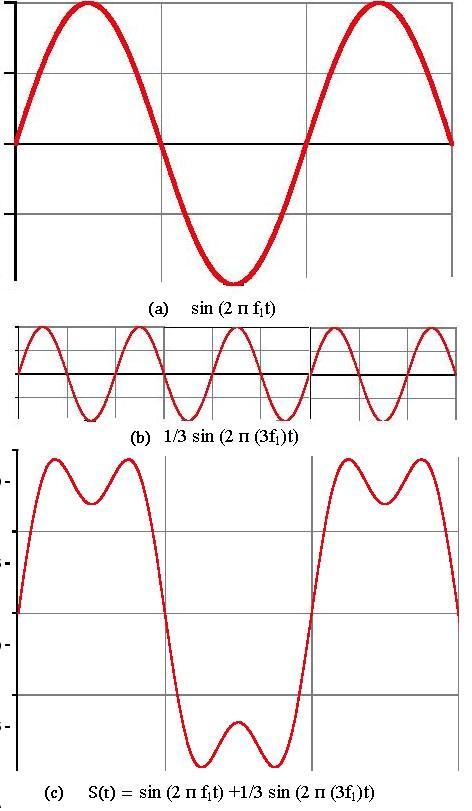 (a) sin (2 π f₁t)
(b) 1/3 sin (2 π (3f₁)t)
(c) S(t) = sin (2 π f₁t) +1/3 sin (2 π (3f₁)t)